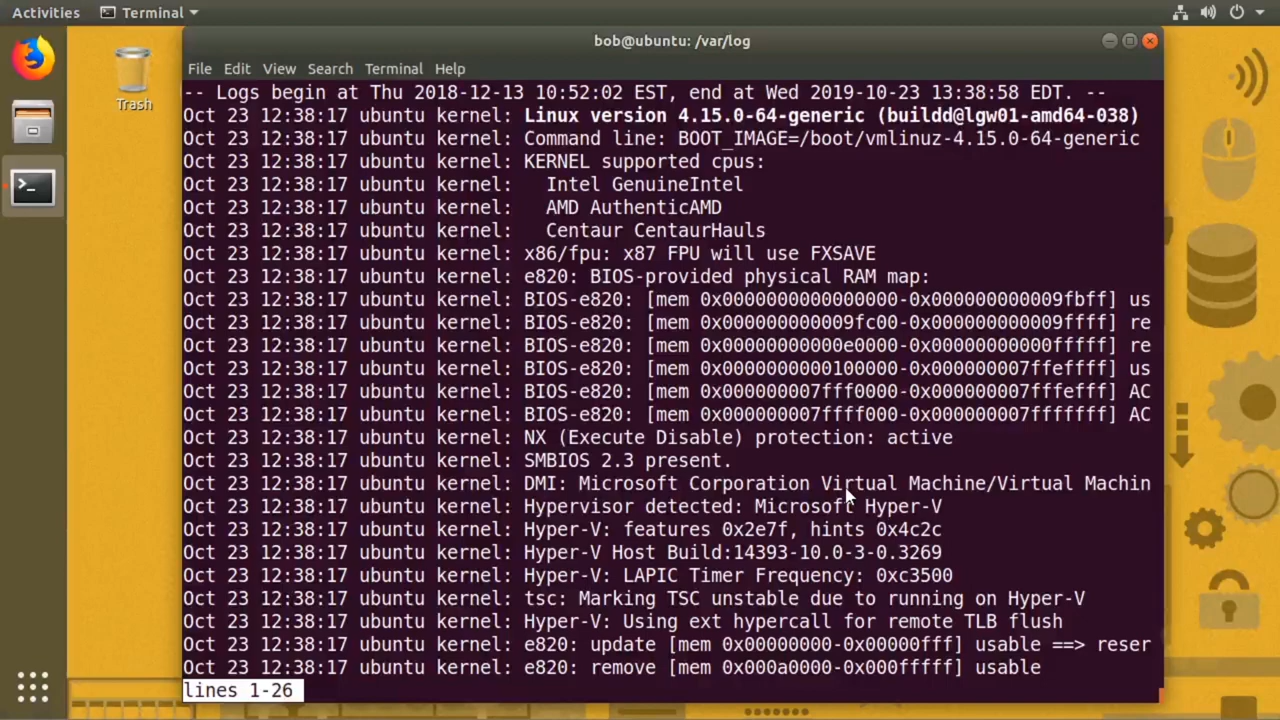 Activities Terminal
Trash
bob@ubuntu: /var/log
File Edit View Search Terminal Help
-- Logs begin at Thu 2018-12-13 10:52:02 EST, end at Wed 2019-10-23 13:38:58 EDT. --
Oct 23 12:38:17 ubuntu kernel: Linux version 4.15.0-64-generic (buildd@lgw01-amd64-038)
Oct 23 12:38:17 ubuntu kernel: Command line: BOOT_IMAGE=/boot/vmlinuz-4.15.0-64-generic
Oct 23 12:38:17 ubuntu kernel: KERNEL supported cpus:
Oct 23 12:38:17 ubuntu kernel:   Intel GenuineIntel
Oct 23 12:38:17 ubuntu kernel:   AMD AuthenticAMD
Oct 23 12:38:17 ubuntu kernel:   Centaur CentaurHauls
Oct 23 12:38:17 ubuntu kernel: x86/fpu: x87 FPU will use FXSAVE
Oct 23 12:38:17 ubuntu kernel: e820: BIOS-provided physical RAM map:
Oct 23 12:38:17 ubuntu kernel: BIOS-e820: [mem 0x0000000000000000-0x000000000009fbff] us
Oct 23 12:38:17 ubuntu kernel: BIOS-e820: [mem 0x000000000009fc00-0x000000000009ffff] re
Oct 23 12:38:17 ubuntu kernel: BIOS-e820: [mem 0x00000000000e0000-0x00000000000fffff] re
Oct 23 12:38:17 ubuntu kernel: BIOS-e820: [mem 0x0000000000100000-0x000000007ffeffff] us
Oct 23 12:38:17 ubuntu kernel: BIOS-e820: [mem 0x000000007fff0000-0x000000007fffefff] AC
Oct 23 12:38:17 ubuntu kernel: BIOS-e820: [mem 0x000000007ffff000-0x000000007fffffff] AC
Oct 23 12:38:17 ubuntu kernel: NX (Execute Disable) protection: active
Oct 23 12:38:17 ubuntu kernel: SMBIOS 2.3 present.
Oct 23 12:38:17 ubuntu kernel: DMI: Microsoft Corporation Virtual Machine/Virtual Machin
Oct 23 12:38:17 ubuntu kernel: Hypervisor detected: Microsoft Hyper-V
Oct 23 12:38:17 ubuntu kernel: Hyper-V: features 0x2e7f, hints 0x4c2c
Oct 23 12:38:17 ubuntu kernel: Hyper-V Host Build:14393-10.0-3-0.3269
Oct 23 12:38:17 ubuntu kernel: Hyper-V: LAPIC Timer Frequency: 0xc3500
Oct 23 12:38:17 ubuntu kernel: tsc: Marking TSC unstable due to running on Hyper-V
Oct 23 12:38:17 ubuntu kernel: Hyper-V: Using ext hypercall for remote TLB flush
Oct 23 12:38:17 ubuntu kernel: e820: update [mem 0x00000000-0x00000fff] usable ==> reser
Oct 23 12:38:17 ubuntu kernel: e820: remove [mem 0x000a0000-0x000fffff] usable
lines 1-26